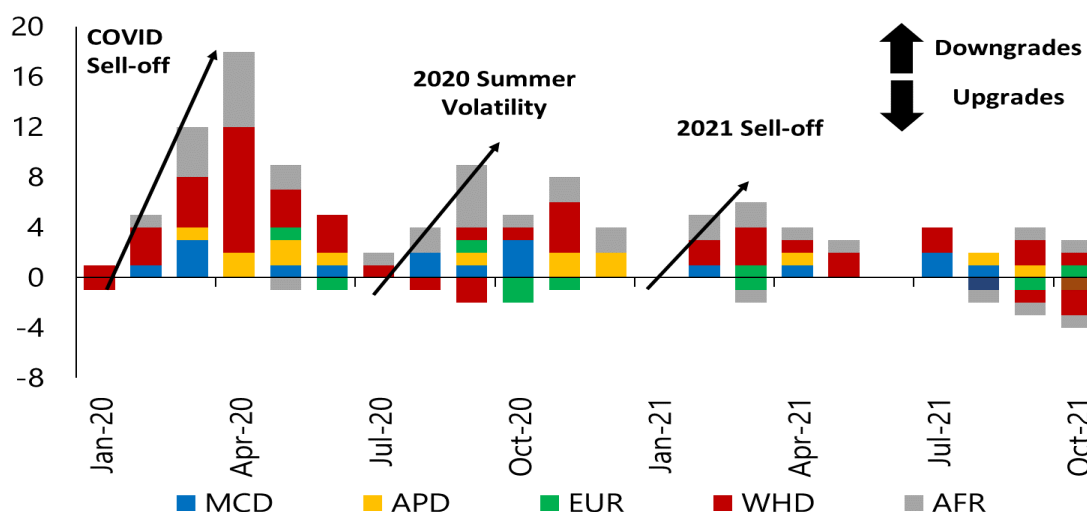 20
16
12
8
4
0
-4
-8
COVID
Sell-off
2020 Summer
Volatility
2021 Sell-off
Downgrades
Upgrades
Jan-20
Apr-20
Jul-20
Oct-20
Jan-21
Apr-21
Jul-21
Oct-21
MCD APD EUR WHD AFR